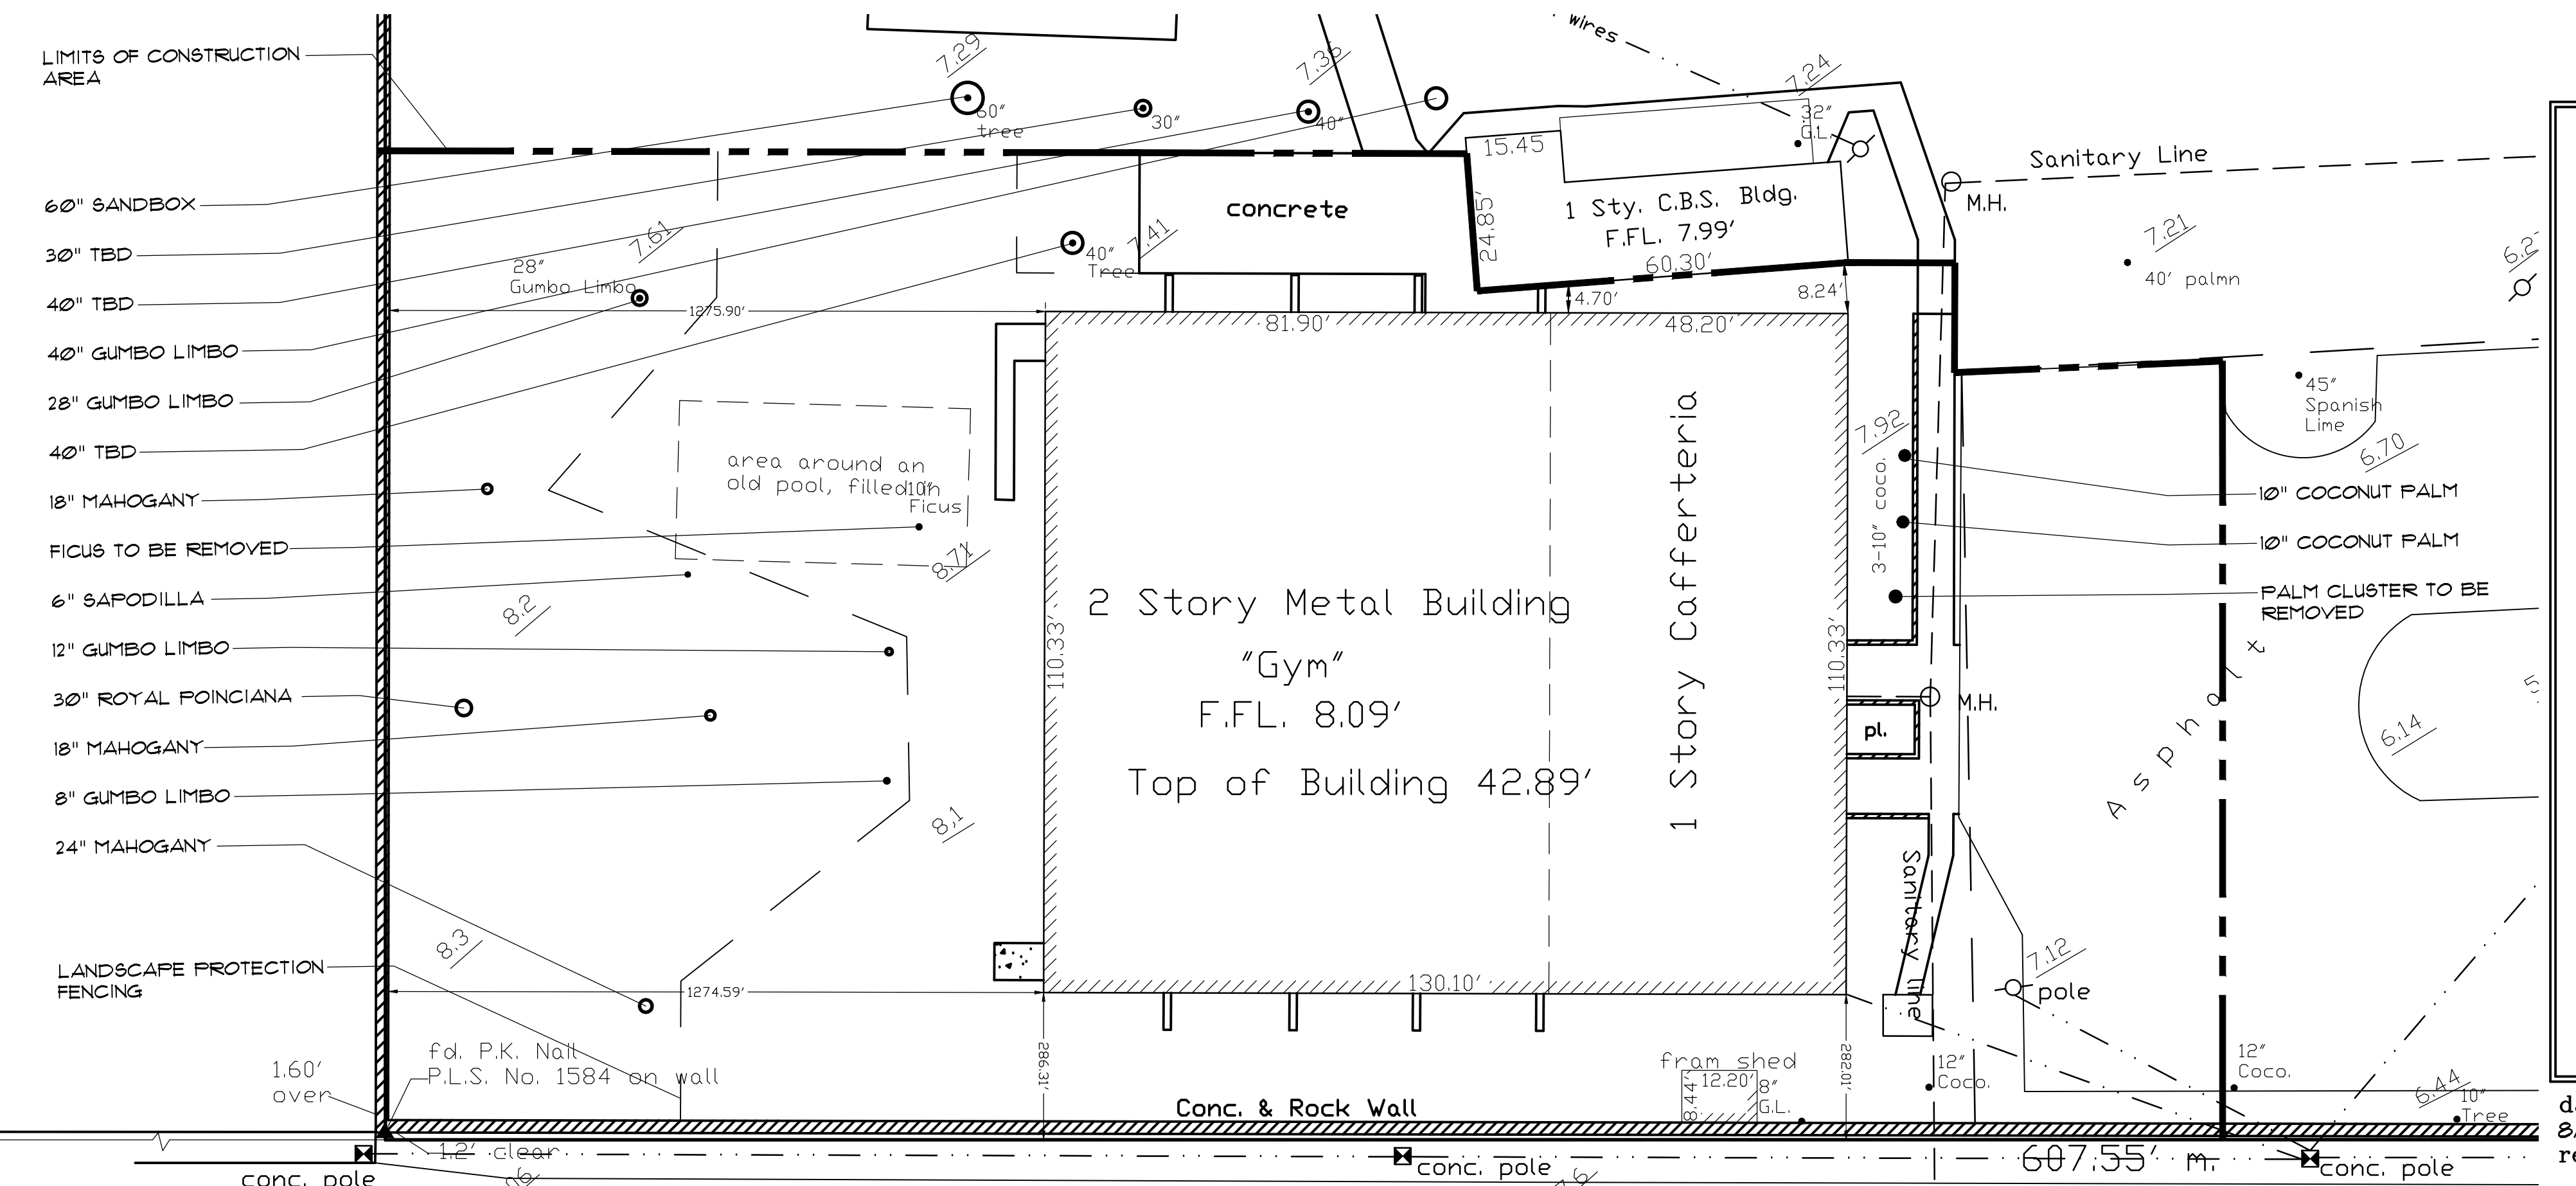 LIMITS OF CONSTRUCTION
AREA
60" SANDBOX
30" TBD
40" TBD
40" GUMBO LIMBO
28" GUMBO LIMBO
40" TBD
18" MAHOGANY
FICUS TO BE REMOVED
6" SAPODILLA
12" GUMBO LIMBO
30" ROYAL POINCIANA
18" MAHOGANY
8" GUMBO LIMBO
24" MAHOGANY
LANDSCAPE PROTECTION
FENCING
1.60'
over
fd. P.K. Nail
P.L.S. No. 1584 on wall
1.2' clear
conc. pole
7.29
60"
tree
30"
7.36
40"
wires
7.24
32"
G.L.
15.45
24.85'
1 Sty. C.B.S. Bldg.
F.FL. 7.99'
60.30'
4.70'
8.24'
concrete
7.41
40"
Tree
7.61
28"
Gumbo Limbo
1275.90'
81.90'
48.20'
area around an
old pool, filled in
10"
Ficus
8.71
8.2
8.1
8.3
1274.59'
110.33'
2 Story Metal Building
"Gym"
F.FL. 8.09'
Top of Building 42.89'
1 Story Cafferteria
110.33'
130.10'
286.31'
282.01'
Conc. & Rock Wall
fram shed
12.20'
8.44'
8"
G.L.
conc. pole
Sanitary Line
M.H.
7.21
40' palmn
45"
Spanish
Lime
6.70
7.92
3-10" coco.
10" COCONUT PALM
10" COCONUT PALM
PALM CLUSTER TO BE
REMOVED
M.H.
pl.
Asphalt
6.14
Sanitary line
7.12
pole
12"
Coco.
12"
Coco.
6.44
10"
Tree
607.55' m.
conc. pole